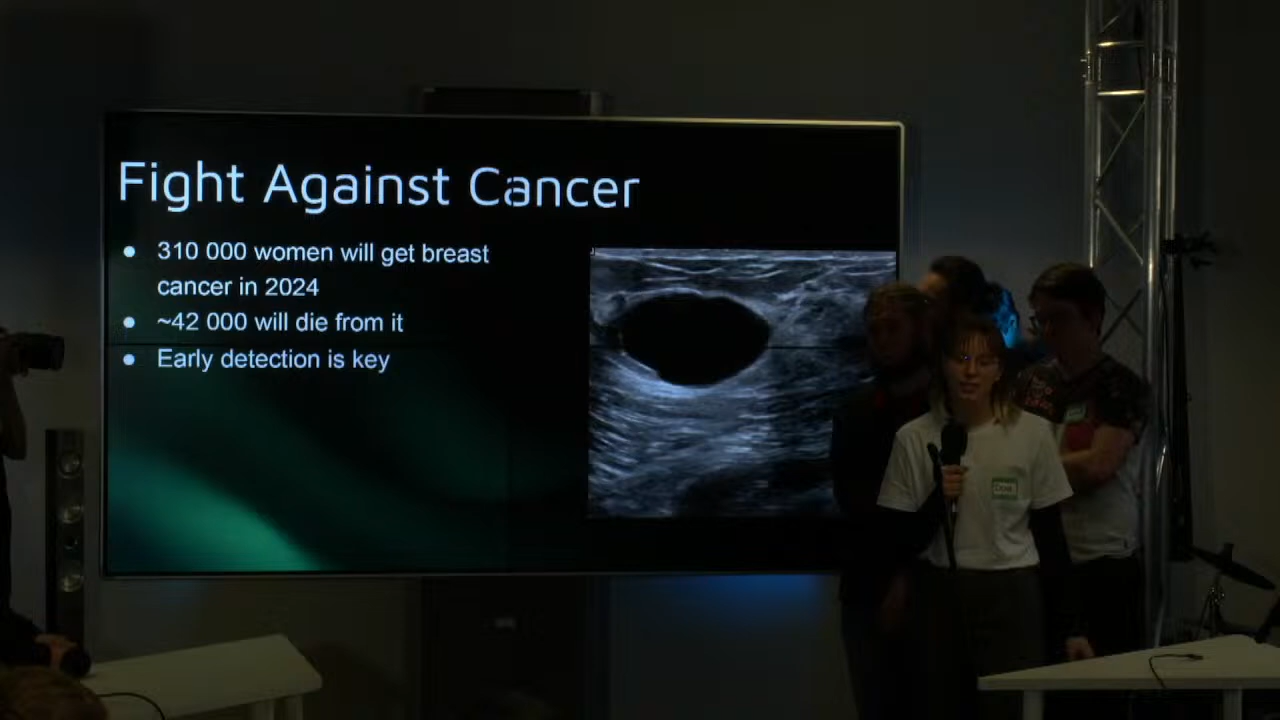 Fight Against Cancer
● 310 000 women will get breast
cancer in 2024
● ~42 000 will die from it
● Early detection is key